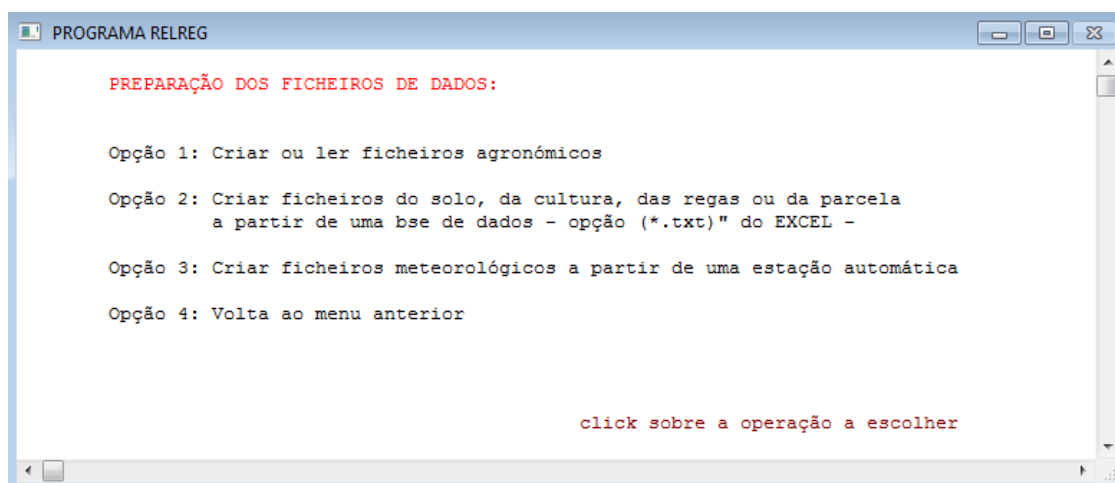 PROGRAMA RELREG
PREPARAÇÃO DOS FICHEIROS DE DADOS:
Opção 1: Criar ou ler ficheiros agronómicos
Opção 2: Criar ficheiros do solo, da cultura, das regas ou da parcela
a partir de uma bse de dados - opção (*.txt)" do EXCEL -
Opção 3: Criar ficheiros meteorológicos a partir de uma estação automática
Opção 4: Volta ao menu anterior
click sobre a operação a escolher